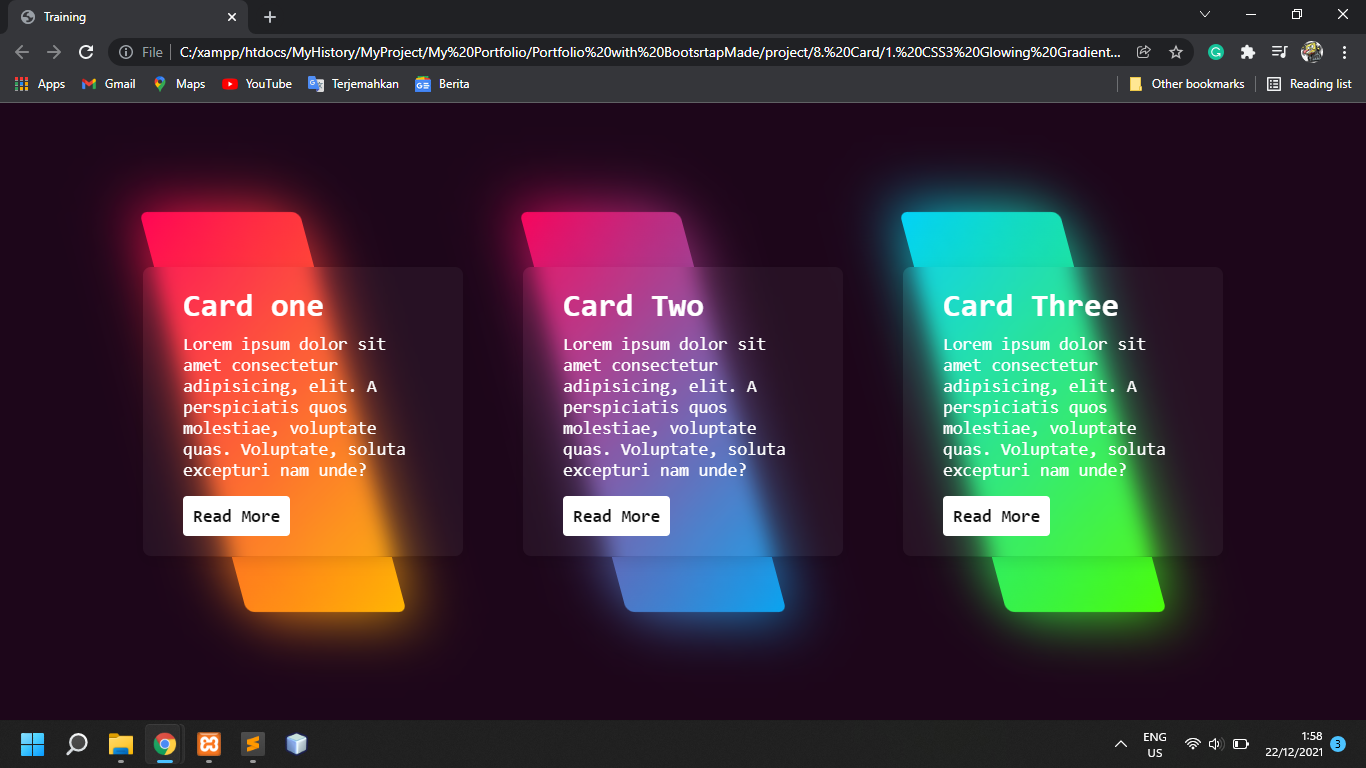 Training
File
C:/xampp/htdocs/MyHistory/MyProject/My%20Portfolio/Portfolio%20with%20BootsrtapMade/project/8.%20Card/1.%20CSS3%20Glowing%20Gradient...
Apps
Gmail
Maps
YouTube
Terjemahkan
Berita
Other bookmarks
Reading list
Card one
Lorem ipsum dolor sit
amet consectetur
adipisicing, elit. A
perspiciatis quos
molestiae, voluptate
quas. Voluptate, soluta
excepturi nam unde?
Read More
Card Two
Lorem ipsum dolor sit
amet consectetur
adipisicing, elit. A
perspiciatis quos
molestiae, voluptate
quas. Voluptate, soluta
excepturi nam unde?
Read More
Card Three
Lorem ipsum dolor sit
amet consectetur
adipisicing, elit. A
perspiciatis quos
molestiae, voluptate
quas. Voluptate, soluta
excepturi nam unde?
Read More
ENG
US
1:58
22/12/2021
3